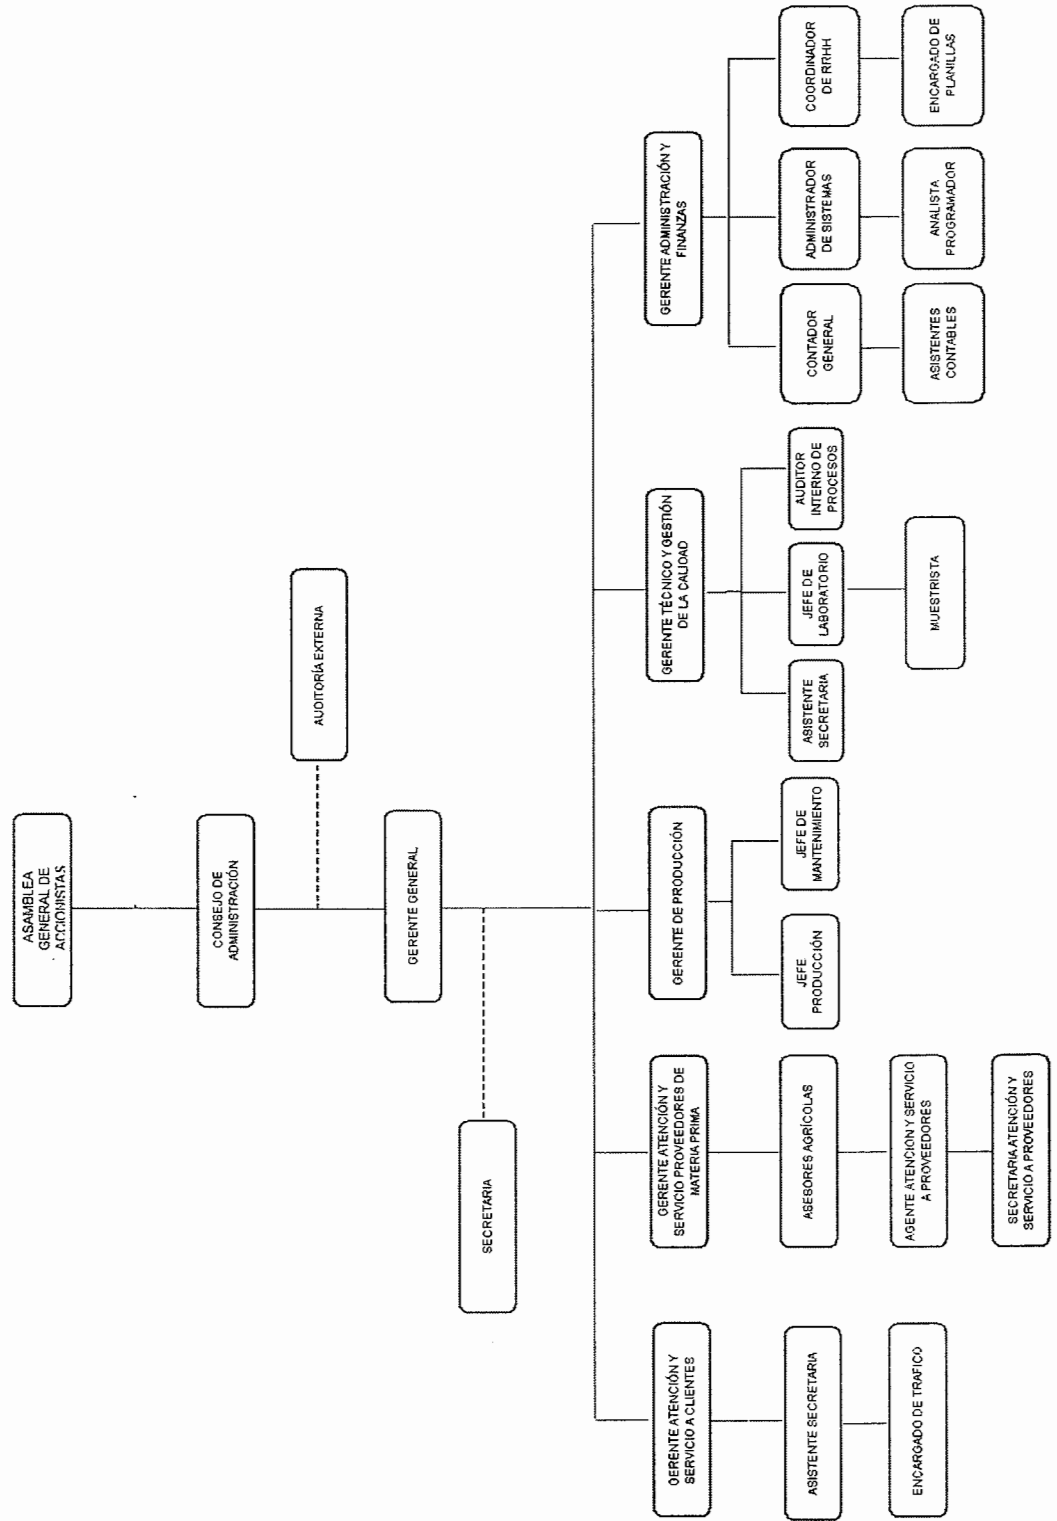 ASAMBLEA
GENERAL DE
ACCIONISTAS
CONSEJO DE
ADMINISTRACIÓN
AUDITORÍA EXTERNA
GERENTE GENERAL
SECRETARIA
GERENTE ATENCIÓN Y
SERVICIO A CLIENTES
GERENTE ATENCIÓN Y
SERVICIO PROVEEDORES DE
MATERIA PRIMA
GERENTE DE PRODUCCIÓN
GERENTE TÉCNICO Y GESTIÓN
DE LA CALIDAD
GERENTE ADMINISTRACIÓN Y
FINANZAS
ASISTENTE SECRETARIA
ASESORES AGRÍCOLAS
JEFE
PRODUCCIÓN
JEFE DE
MANTENIMIENTO
ASISTENTE
SECRETARIA
JEFE DE
LABORATORIO
AUDITOR
INTERNO DE
PROCESOS
CONTADOR
GENERAL
ADMINISTRADOR
DE SISTEMAS
COORDINADOR
DE RRHH
ENCARGADO DE TRAFICO
AGENTE ATENCION Y SERVICIO
A PROVEEDORES
MUESTRISTA
ASISTENTES
CONTABLES
ANALISTA
PROGRAMADOR
ENCARGADO DE
PLANILLAS
SECRETARIA ATENCIÓN Y
SERVICIO A PROVEEDORES